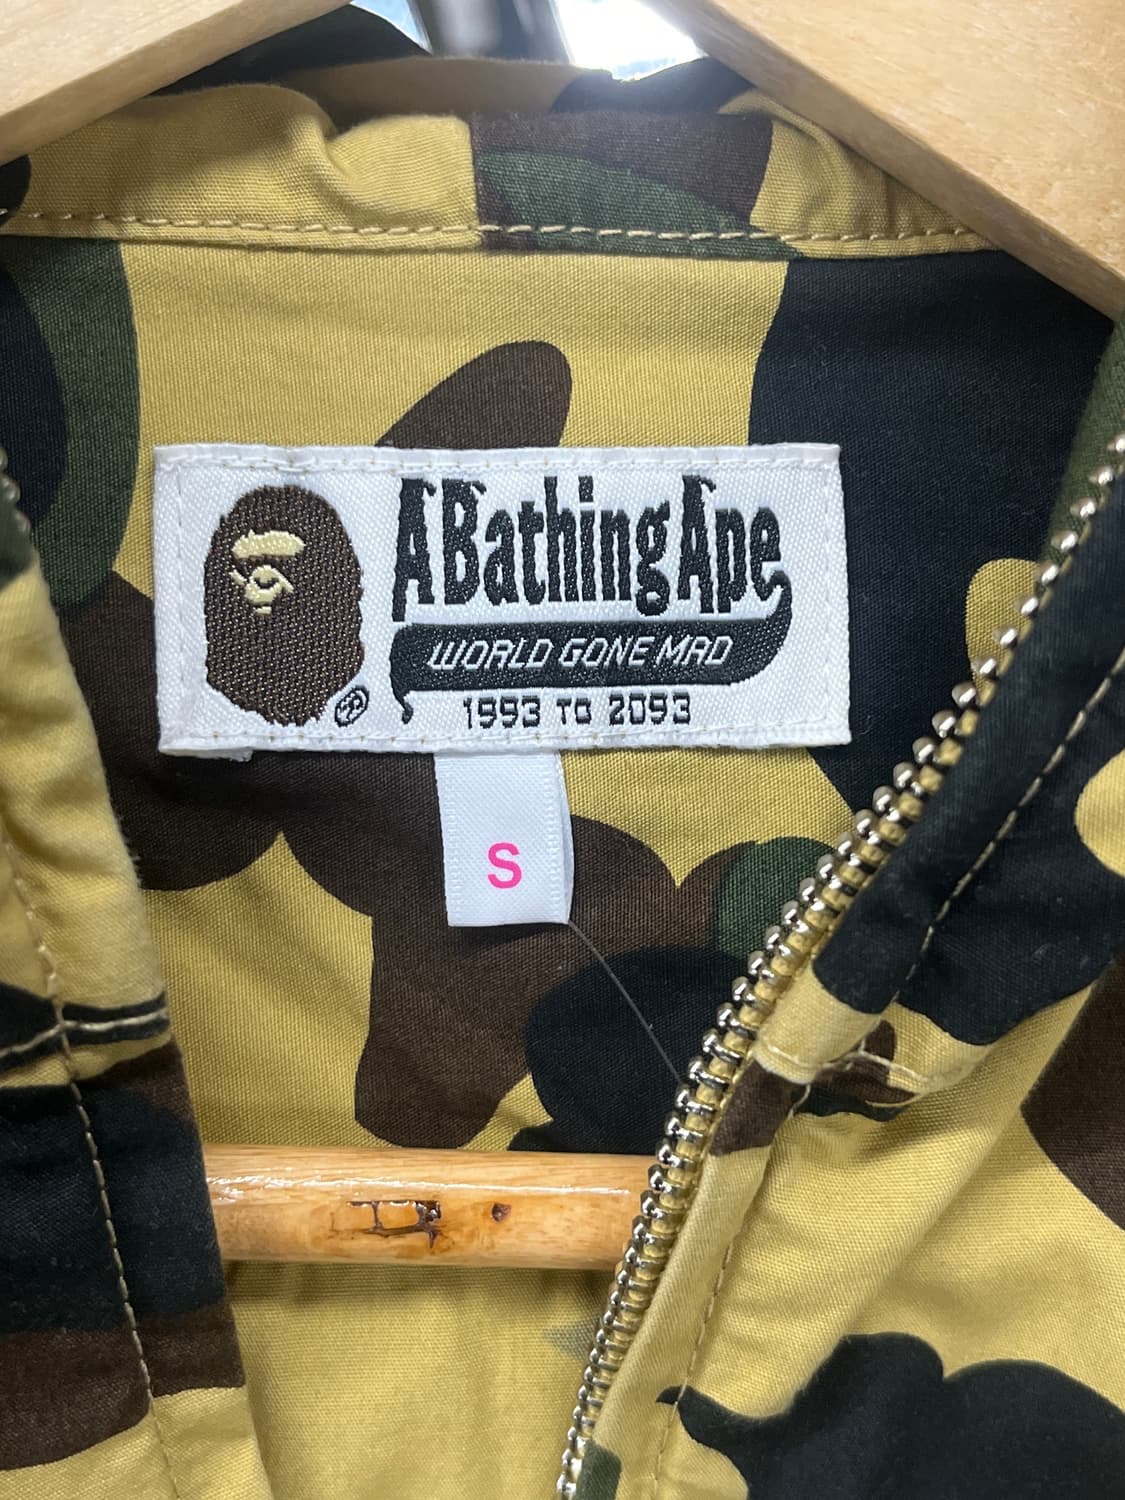 A Bathing Ape
WORLD GONE MAD
1993 TO 2093
S